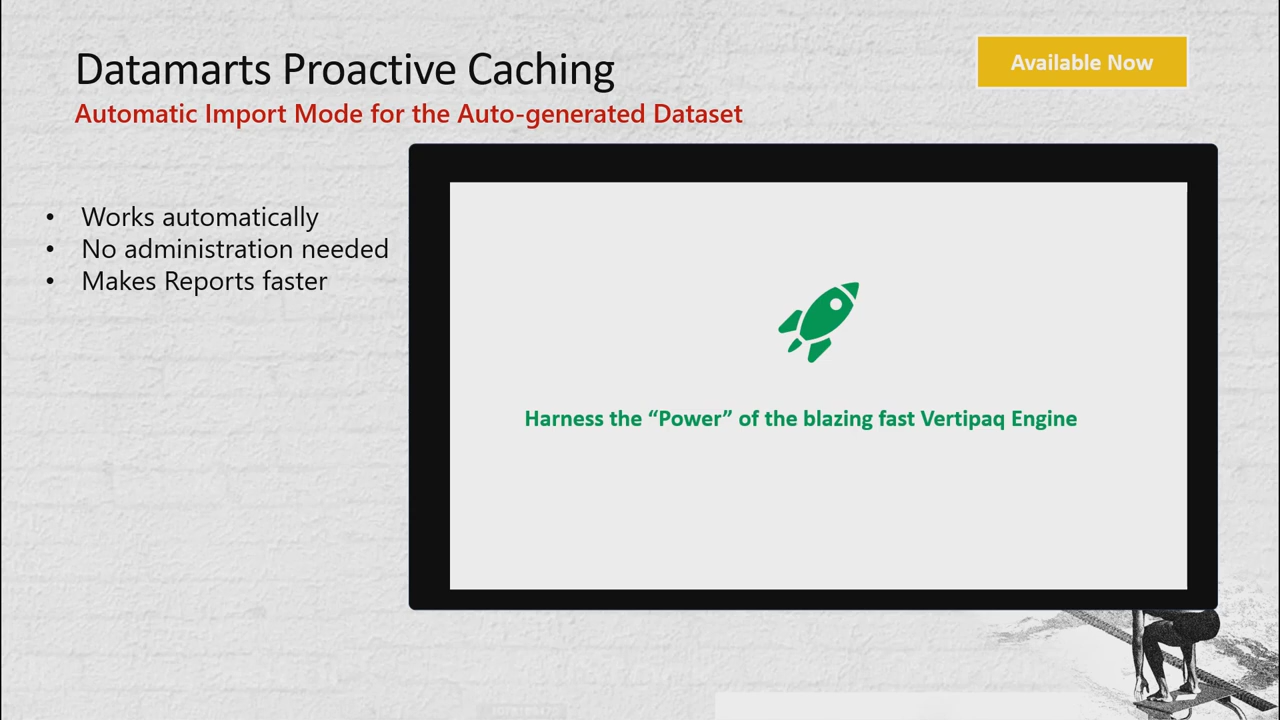 Datamarts Proactive Caching
Available Now
Automatic Import Mode for the Auto-generated Dataset
• Works automatically
• No administration needed
• Makes Reports faster
Harness the “Power” of the blazing fast Vertipaq Engine